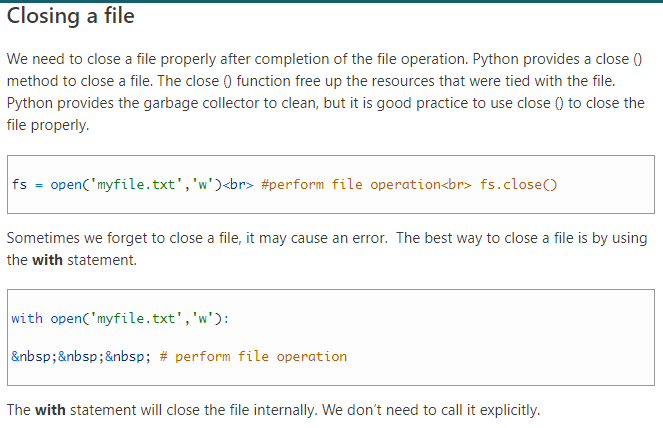 Closing a file
We need to close a file properly after completion of the file operation. Python provides a close ()
method to close a file. The close () function free up the resources that were tied with the file.
Python provides the garbage collector to clean, but it is good practice to use close () to close the
file properly.
fs = open('myfile.txt','w')<br> #perform file operation<br> fs.close()
Sometimes we forget to close a file, it may cause an error.  The best way to close a file is by using
the with statement.
with open('myfile.txt','w'):
&nbsp;&nbsp;&nbsp; # perform file operation
The with statement will close the file internally. We don't need to call it explicitly.